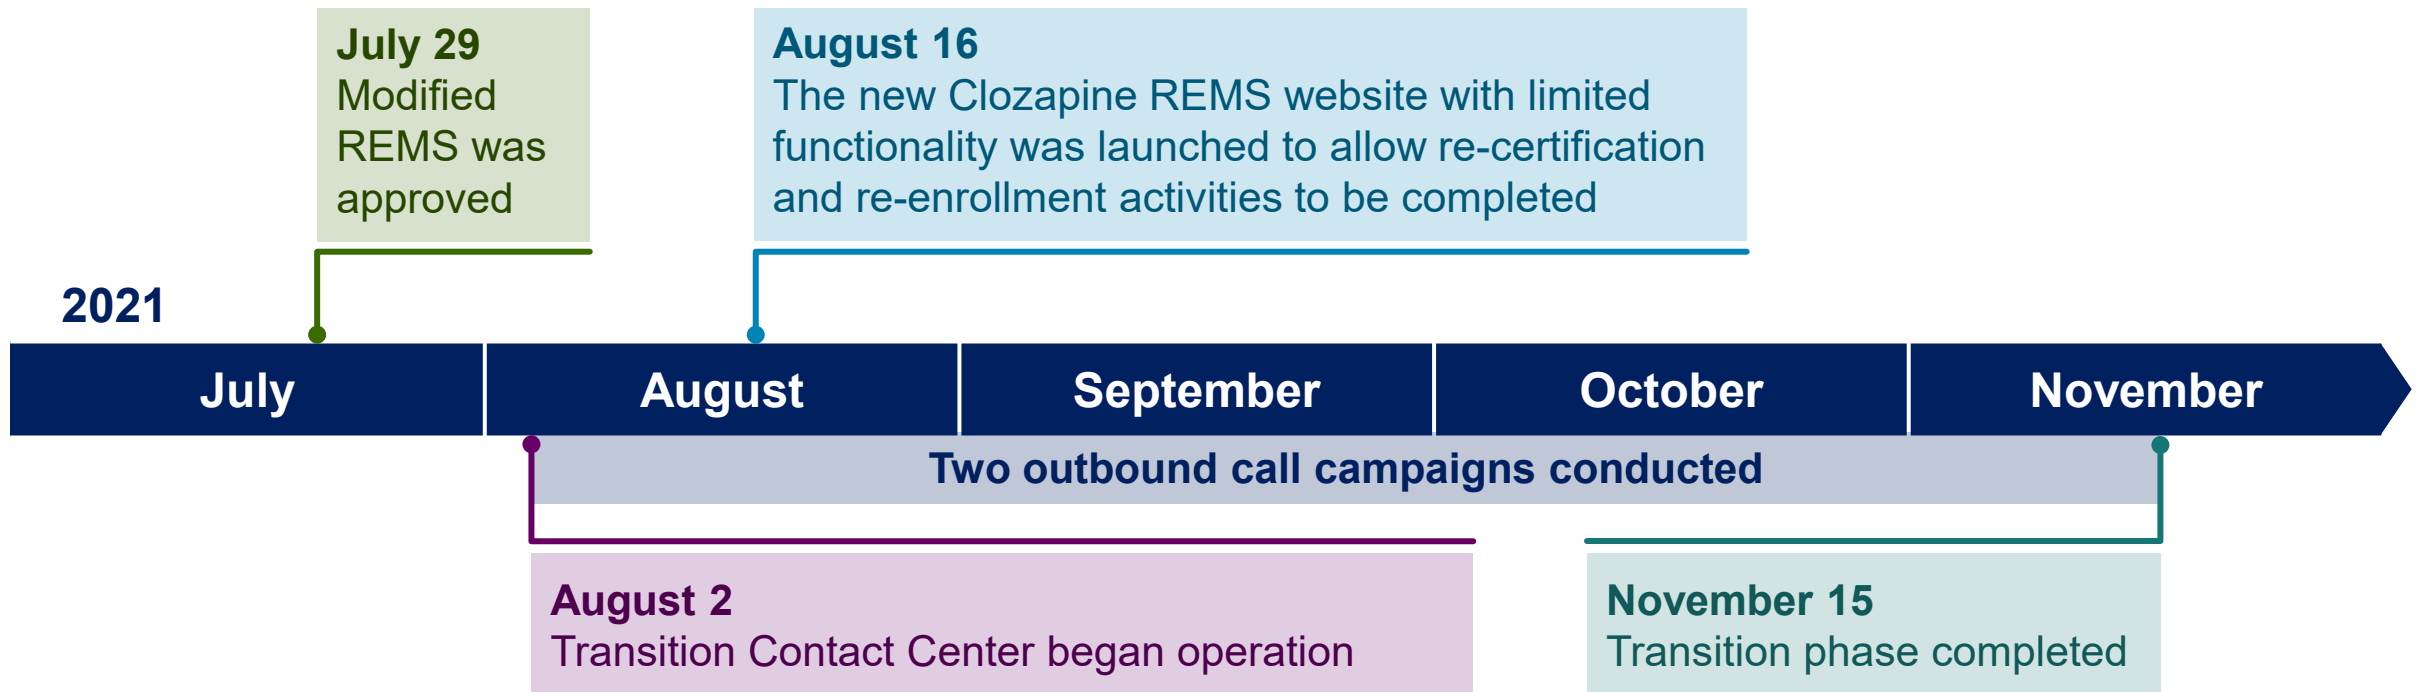 July 29
Modified
REMS was
approved
August 16
The new Clozapine REMS website with limited
functionality was launched to allow re-certification
and re-enrollment activities to be completed
2021
July
August
September
October
November
Two outbound call campaigns conducted
August 2
Transition Contact Center began operation
November 15
Transition phase completed